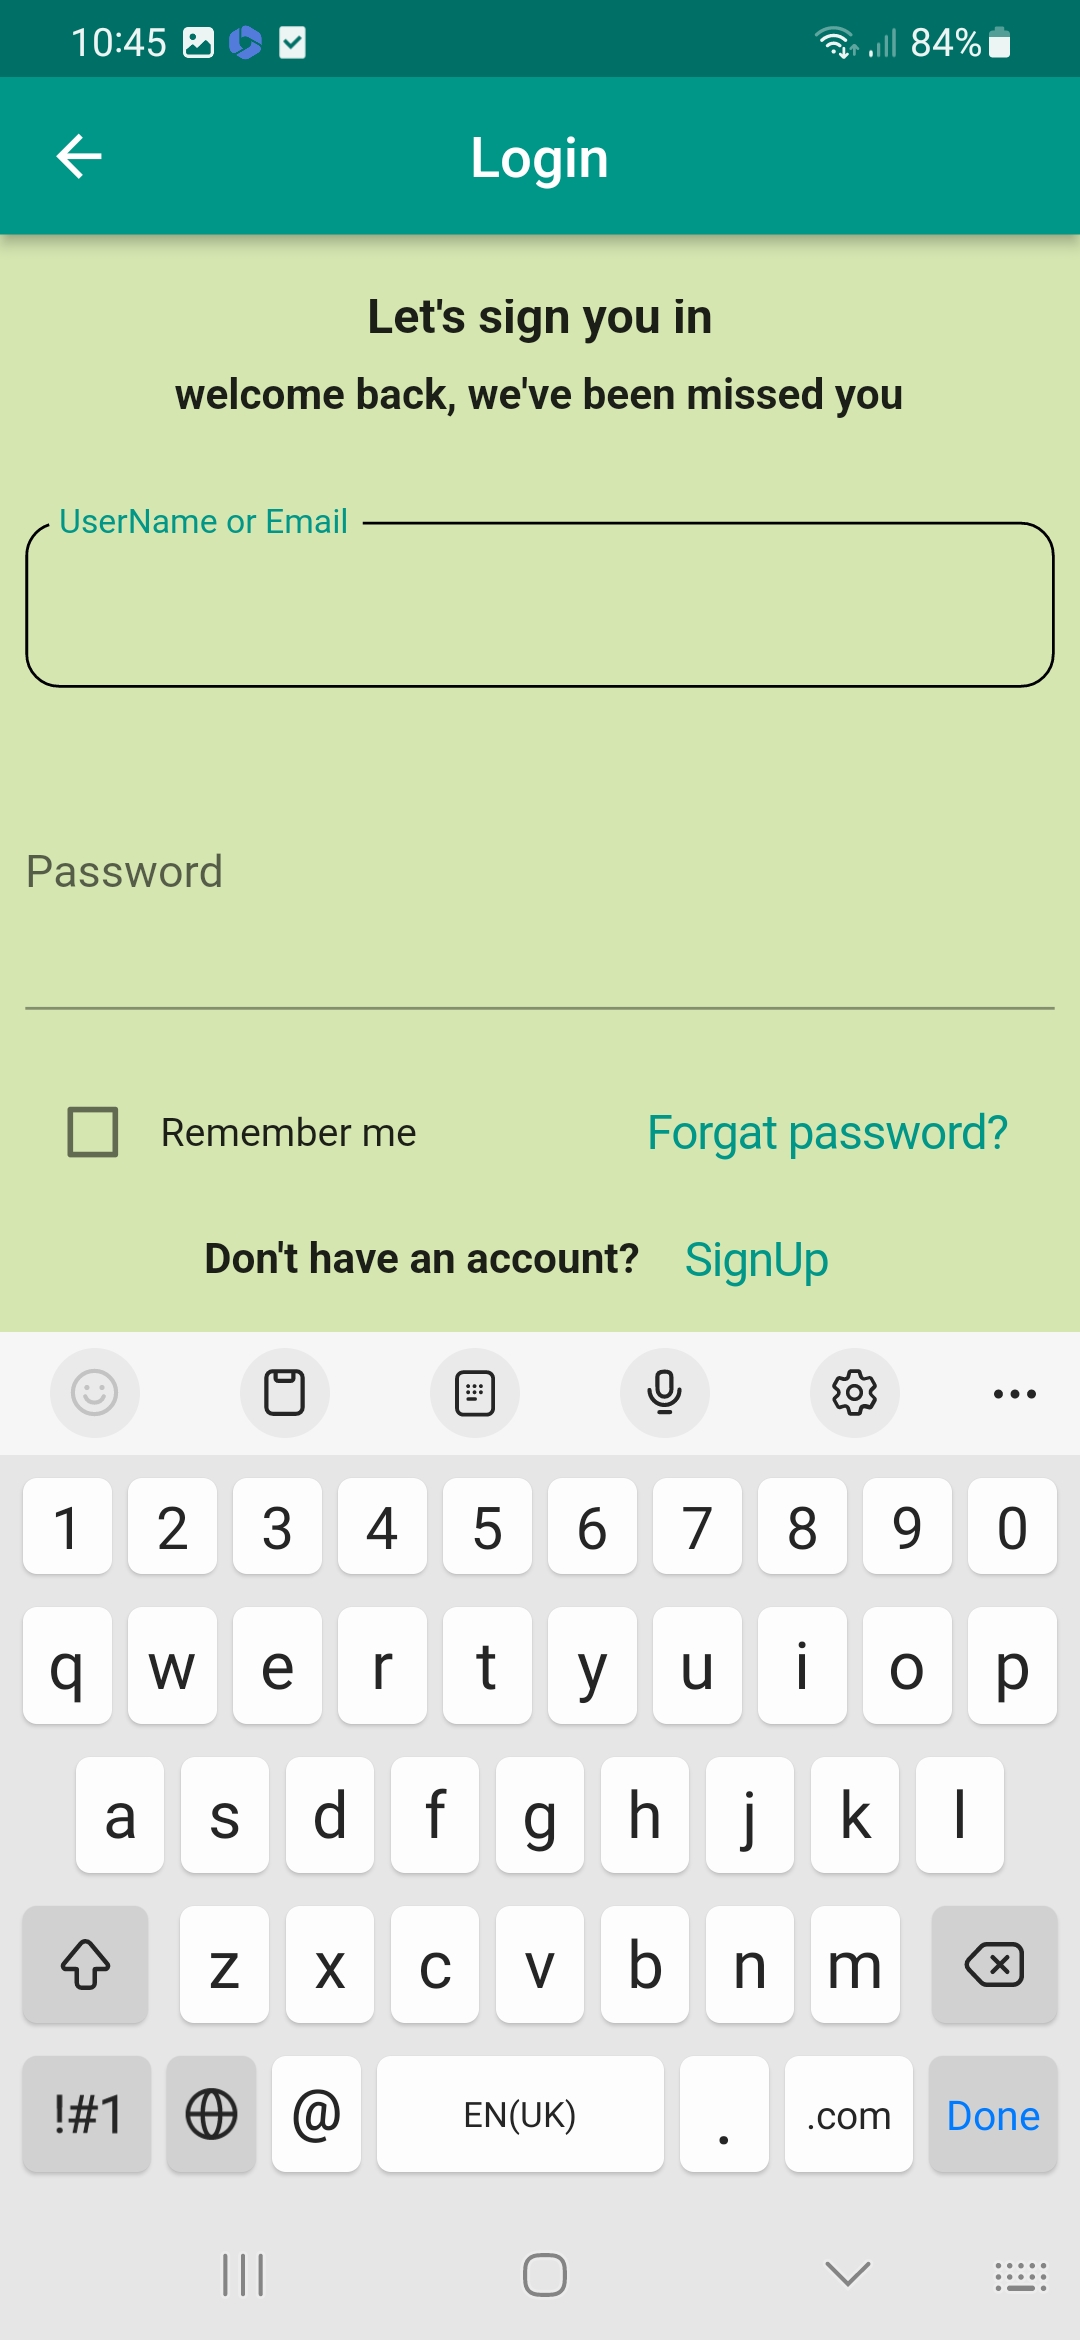 10:45 84%
Login
Let's sign you in
welcome back, we've been missed you
UserName or Email
Password
Remember me Forgat password?
Don't have an account? SignUp
1 2 3 4 5 6 7 8 9 0
q w e r t y u i o p
a s d f g h j k l
z x c v b n m
!#1 @ EN(UK) . .com Done